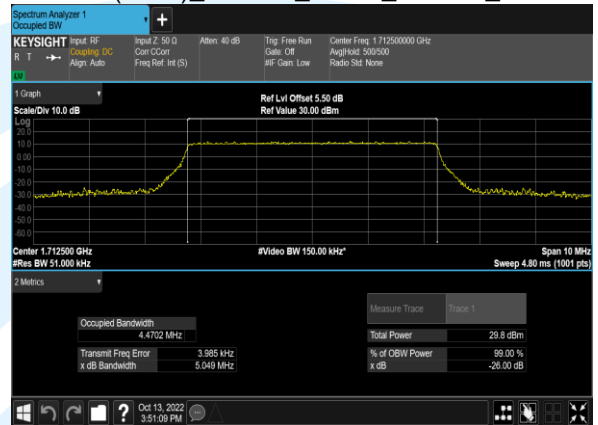 Spectrum Analyzer 1
Occupied BW
KEYSIGHT Input: RF Input Z: 50 Ω Atten: 40 dB Trig: Free Run Center Freq: 1.712500000 GHz
R T Coupling: DC Corr CCorr Gate: Off Avg|Hold: 500/500
Align: Auto Freq Ref: Int (S) #IF Gain: Low Radio Std: None
LU
1 Graph
Ref Lvl Offset 5.50 dB
Scale/Div 10.0 dB Ref Value 30.00 dBm
Log
20.0
10.0
0.00
-10.0
-20.0
-30.0
-40.0
-50.0
-60.0
Center 1.712500 GHz #Video BW 150.00 kHz* Span 10 MHz
#Res BW 51.000 kHz Sweep 4.80 ms (1001 pts)
2 Metrics
Measure Trace Trace 1
Occupied Bandwidth
4.4702 MHz Total Power 29.8 dBm
Transmit Freq Error 3.985 kHz % of OBW Power 99.00 %
x dB Bandwidth 5.049 MHz x dB -26.00 dB
? Oct 13, 2022
3:51:09 PM